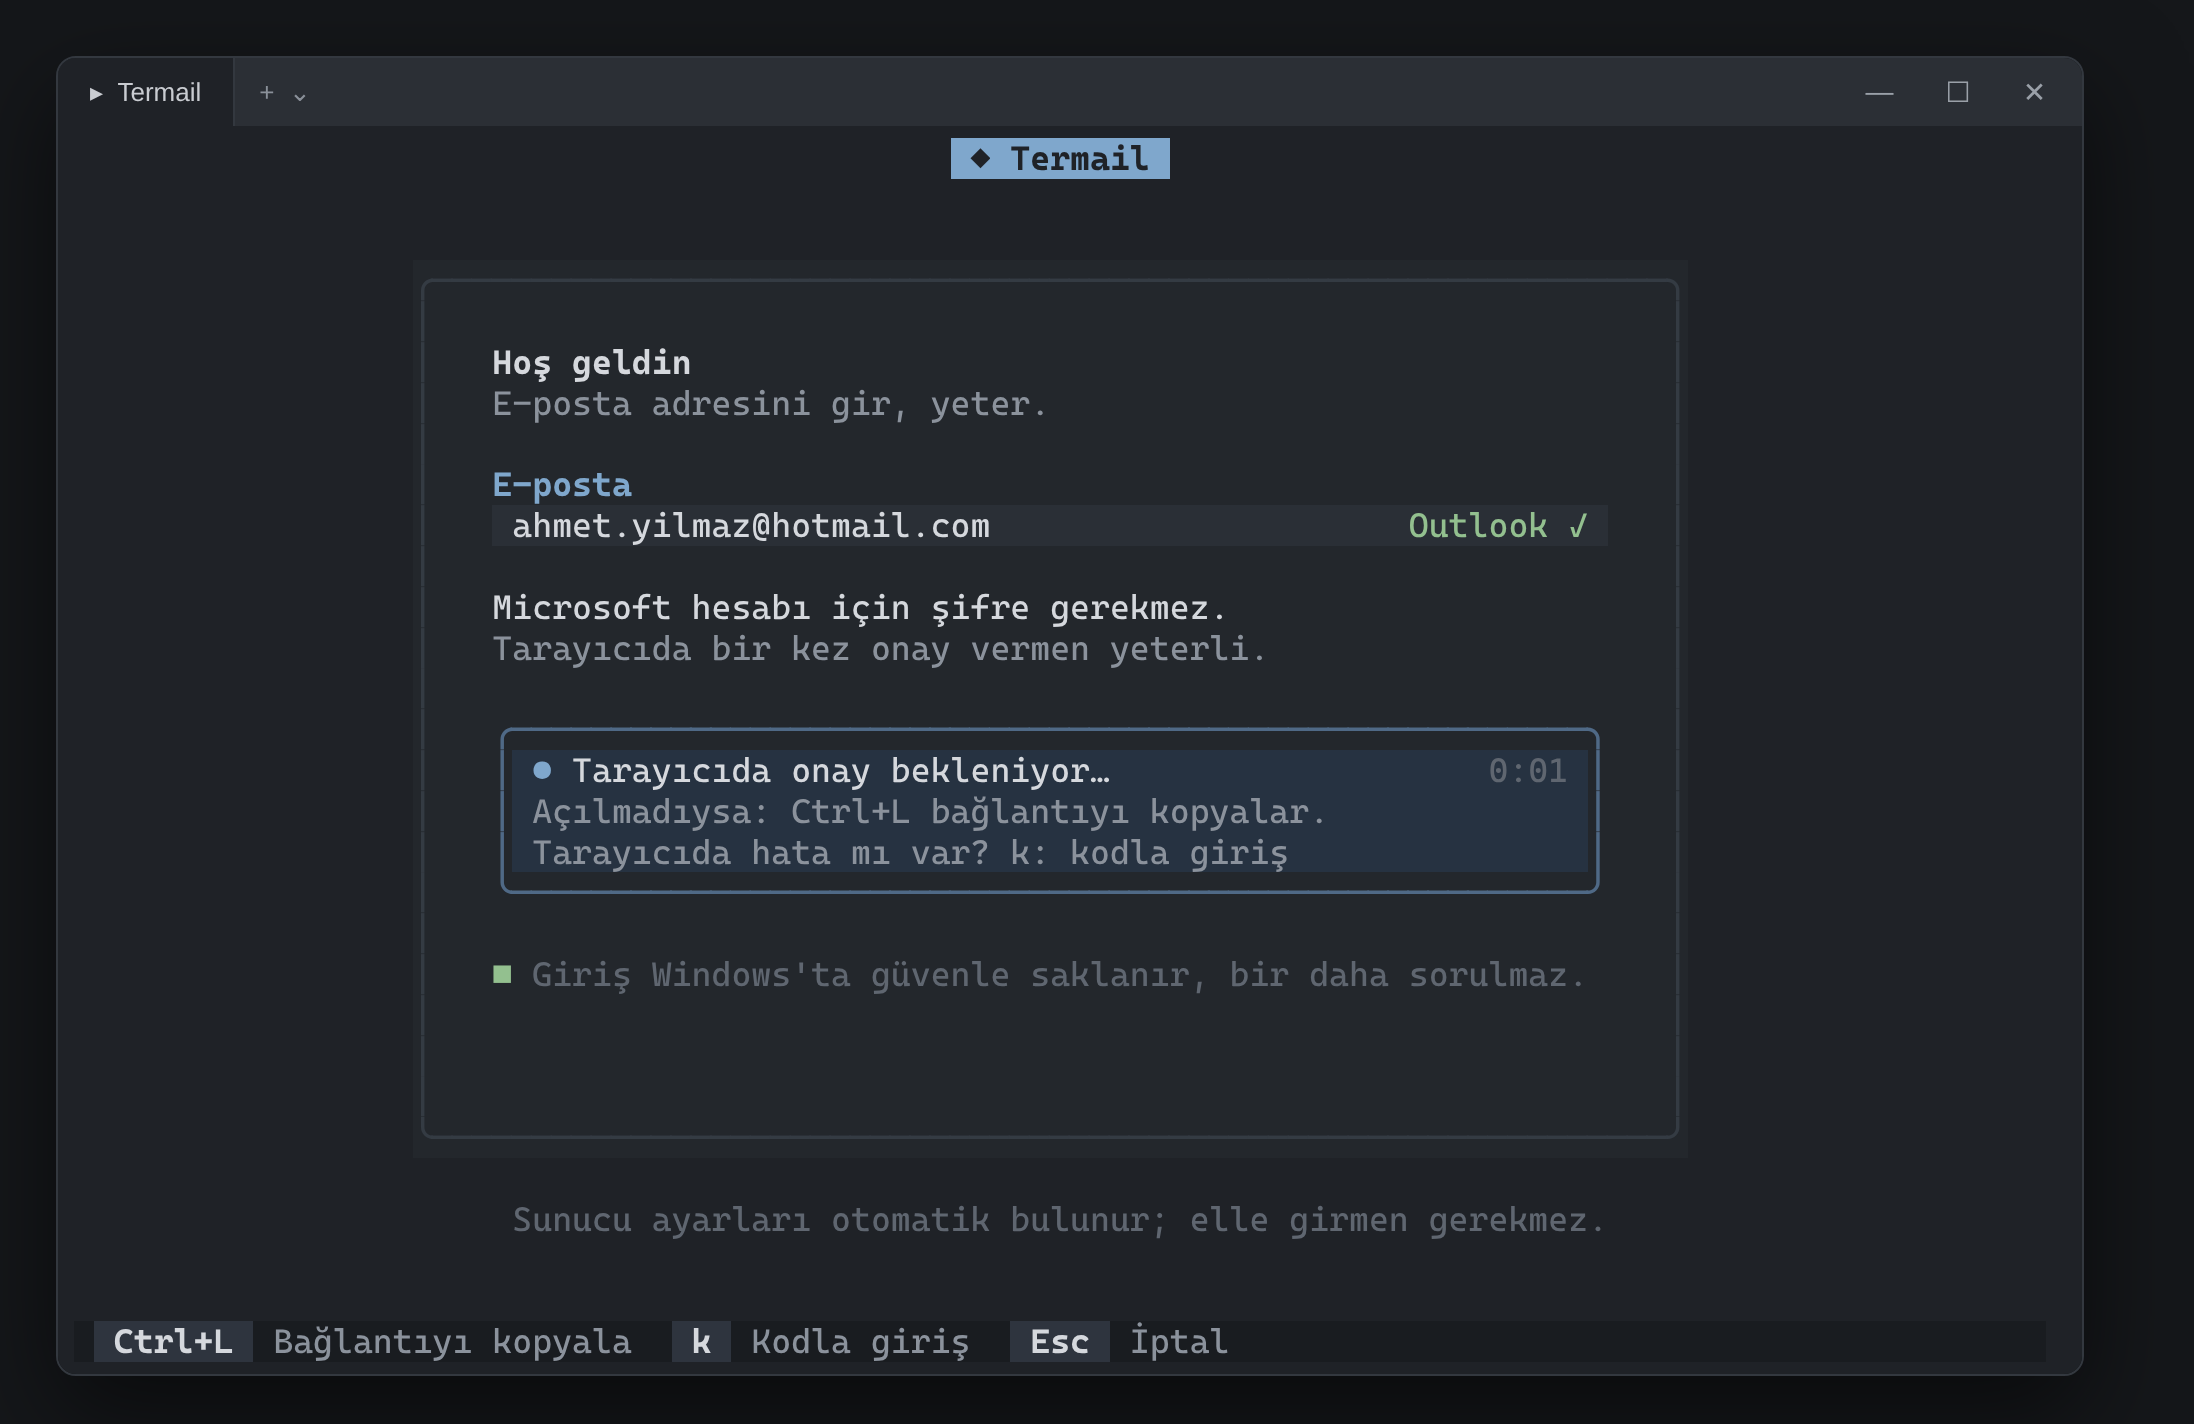 ▸ Termail + ⌄ — ☐ ✕
◆ Termail
Hoş geldin
E-posta adresini gir, yeter.
E-posta
ahmet.yilmaz@hotmail.com Outlook √
Microsoft hesabı için şifre gerekmez.
Tarayıcıda bir kez onay vermen yeterli.
● Tarayıcıda onay bekleniyor… 0:01
Açılmadıysa: Ctrl+L bağlantıyı kopyalar.
Tarayıcıda hata mı var? k: kodla giriş
■ Giriş Windows'ta güvenle saklanır, bir daha sorulmaz.
Sunucu ayarları otomatik bulunur; elle girmen gerekmez.
Ctrl+L Bağlantıyı kopyala k Kodla giriş Esc İptal